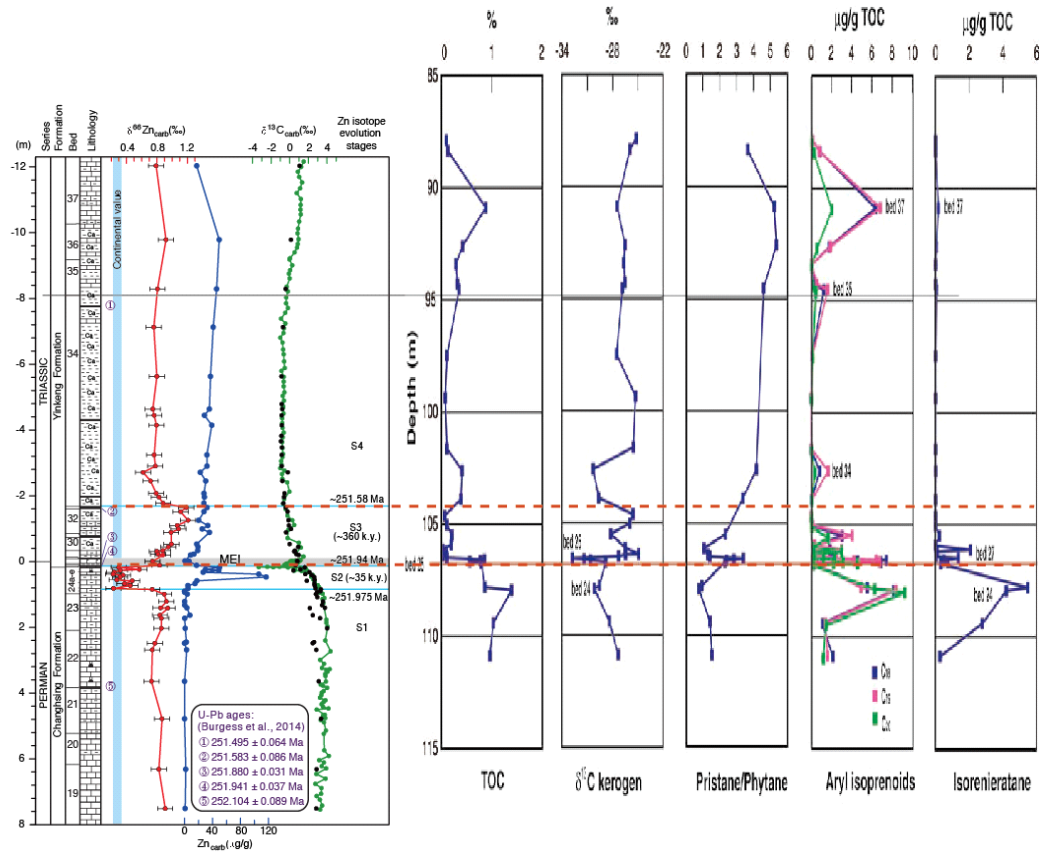 Series
Formation
Bed
Lithology
δ⁶⁶Zncarb(‰)
δ¹³Ccarb(‰)
Zn isotope
evolution
stages
(m)
0.4 0.8 1.2
-4 0 2 4
-12
-10
-8
-6
-4
-2
0
2
4
6
8
TRIASSIC
PERMIAN
Yinkeng Formation
Changhsing Formation
37
36
35
34
32
30
24a-e
23
22
21
20
19
Continental value
①
②
③
④
⑤
MEI
S4
~251.58 Ma
S3
(~360 k.y.)
~251.94 Ma
S2 (~35 k.y.)
~251.975 Ma
S1
U-Pb ages:
(Burgess et al., 2014)
① 251.495 ± 0.064 Ma
② 251.583 ± 0.086 Ma
③ 251.880 ± 0.031 Ma
④ 251.941 ± 0.037 Ma
⑤ 252.104 ± 0.089 Ma
0 40 80 120
Zncarb(μg/g)
%
0 1 2
‰
-34 -28 -22
0 1 2 3 4 5 6
μg/g TOC
0 2 4 6 8 10
μg/g TOC
0 2 4 6
85
90
95
100
105
110
115
Depth (m)
bed 24
bed 37
bed 35
bed 34
bed 37
bed 24
TOC
δ¹³C kerogen
Pristane/Phytane
Aryl isoprenoids
Isorenieratane